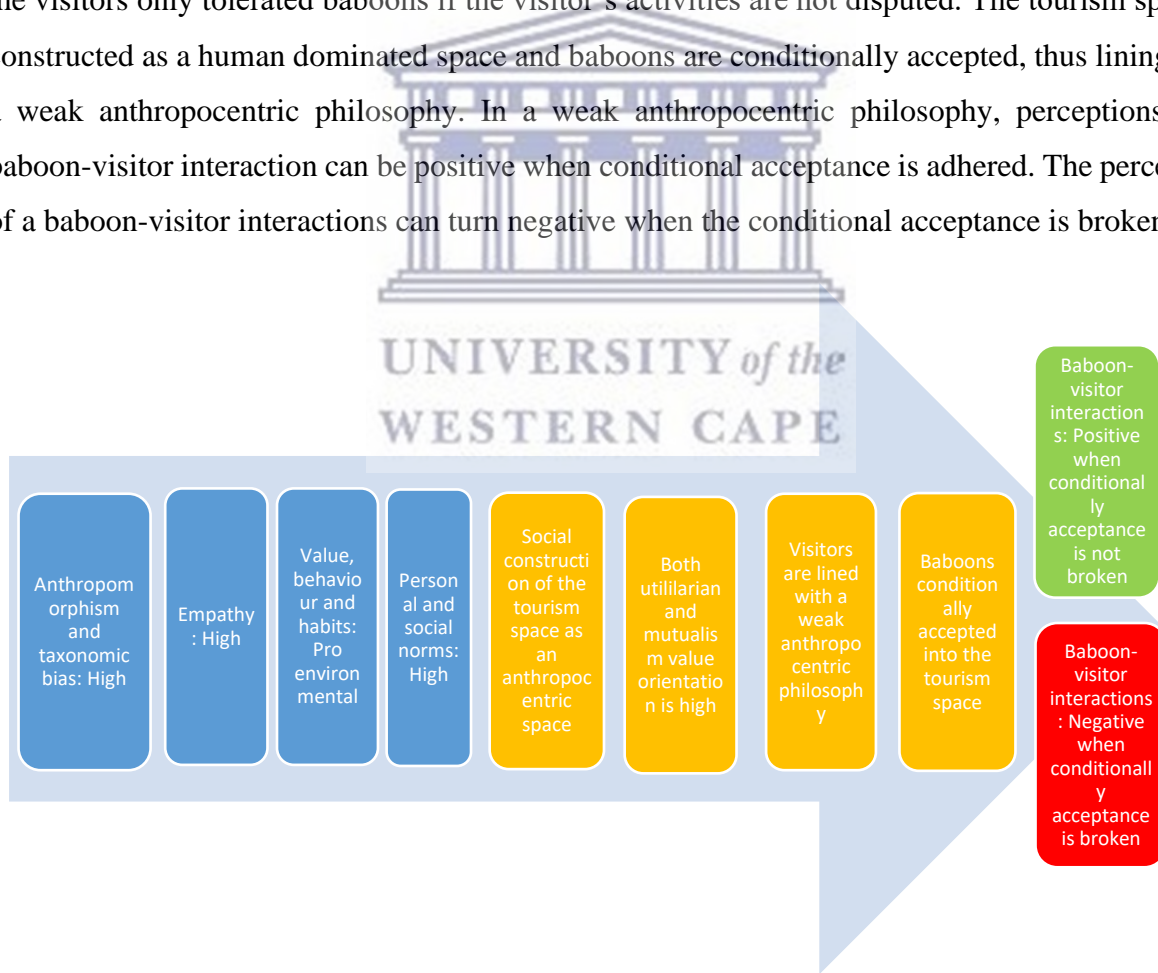 he visitors only tolerated baboons if the visitor's activities are not disputed. The tourism sp
onstructed as a human dominated space and baboons are conditionally accepted, thus lining
weak anthropocentric philosophy. In a weak anthropocentric philosophy, perceptions
baboon-visitor interaction can be positive when conditional acceptance is adhered. The perce
of a baboon-visitor interactions can turn negative when the conditional acceptance is broken
UNIVERSITY of the
WESTERN CAPE
Anthropom
orphism
and
taxonomic
bias: High
Empathy
: High
Value,
behavio
ur and
habits:
Pro
environ
mental
Person
al and
social
norms:
High
Social
constructi
on of the
tourism
space as
an
anthropoc
entric
space
Both
utililarian
and
mutualis
m value
orientatio
n is high
Visitors
are lined
with a
weak
anthropo
centric
philosoph
y
Baboons
condition
ally
accepted
into the
tourism
space
Baboon-
visitor
interaction
s: Positive
when
conditional
ly
acceptance
is not
broken
Baboon-
visitor
interactions
: Negative
when
conditionall
y
acceptance
is broken